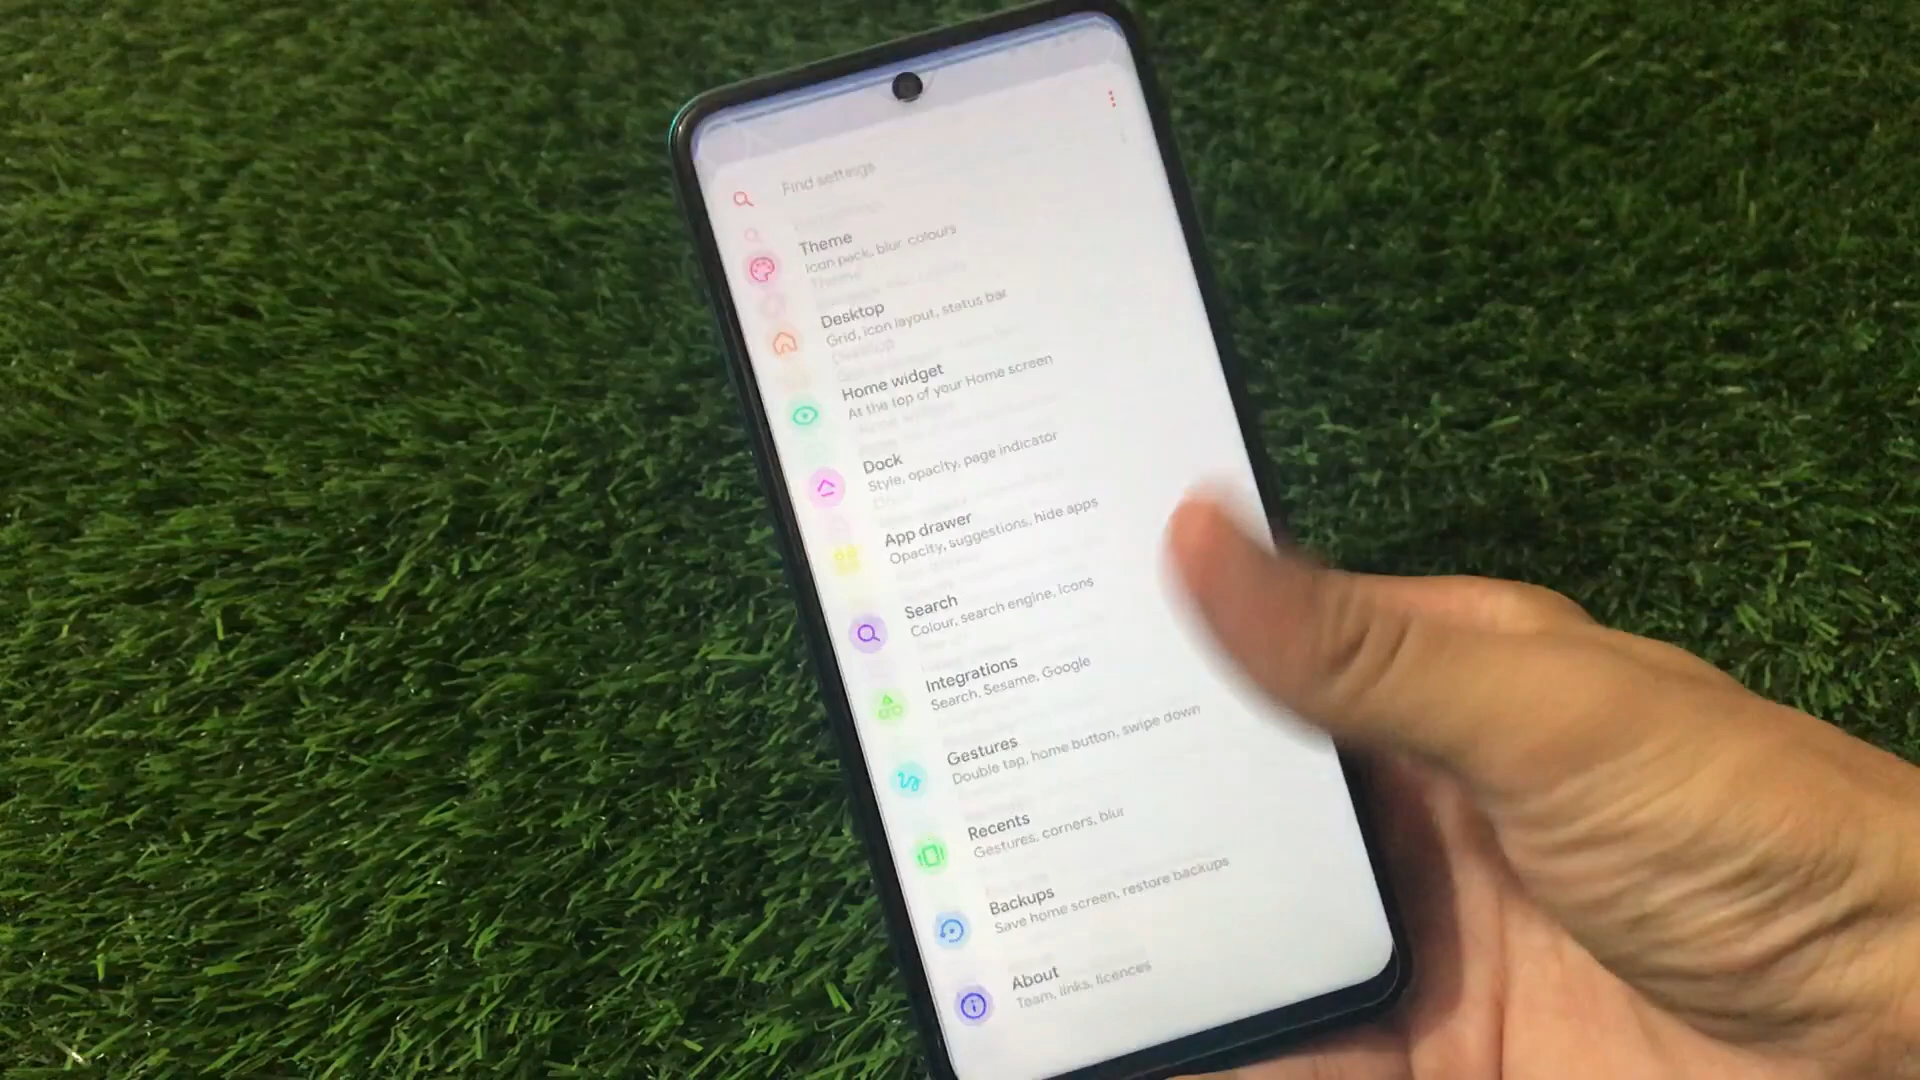 Find settings
Theme
Icon pack, blur, colours
Desktop
Grid, icon layout, status bar
Home widget
At the top of your Home screen
Dock
Style, opacity, page indicator
App drawer
Opacity, suggestions, hide apps
Search
Colour, search engine, icons
Integrations
Search, Sesame, Google
Gestures
Double tap, home button, swipe down
Recents
Gestures, corners, blur
Backups
Save home screen, restore backups
About
Team, links, licences